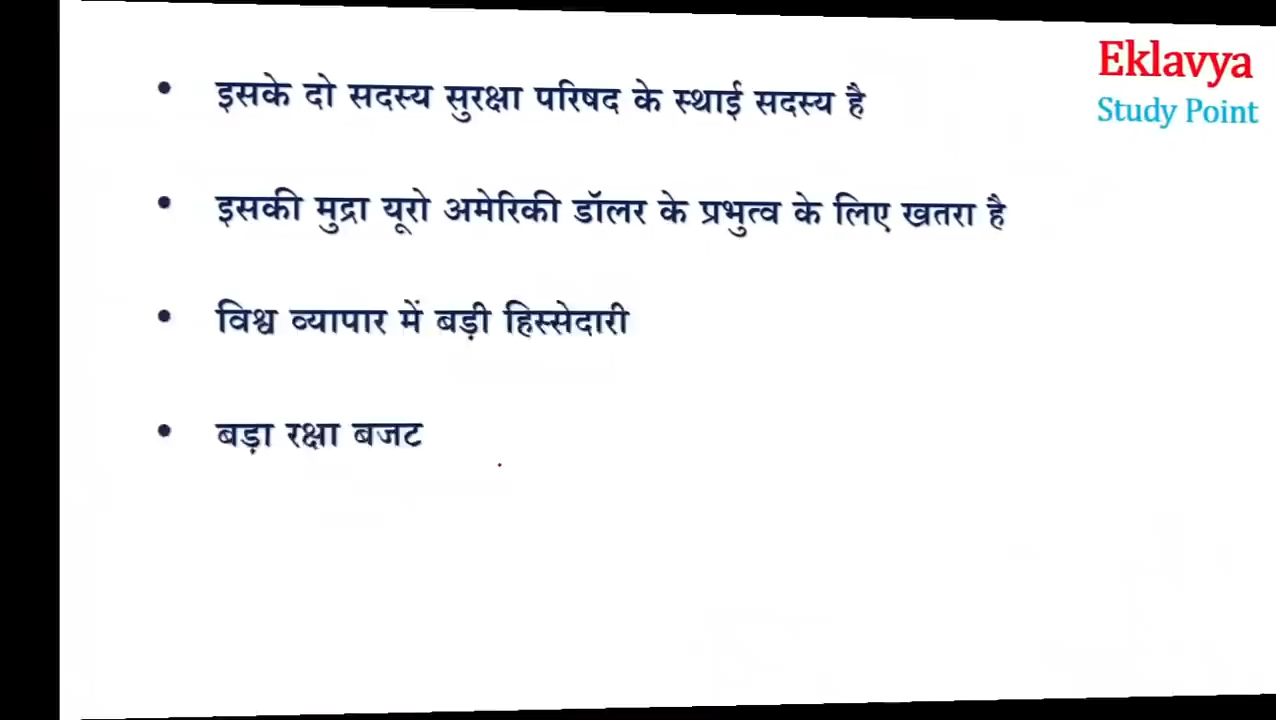 Eklavya
Study Point
• इसके दो सदस्य सुरक्षा परिषद के स्थाई सदस्य है
• इसकी मुद्रा यूरो अमेरिकी डॉलर के प्रभुत्व के लिए खतरा है
• विश्व व्यापार में बड़ी हिस्सेदारी
• बड़ा रक्षा बजट